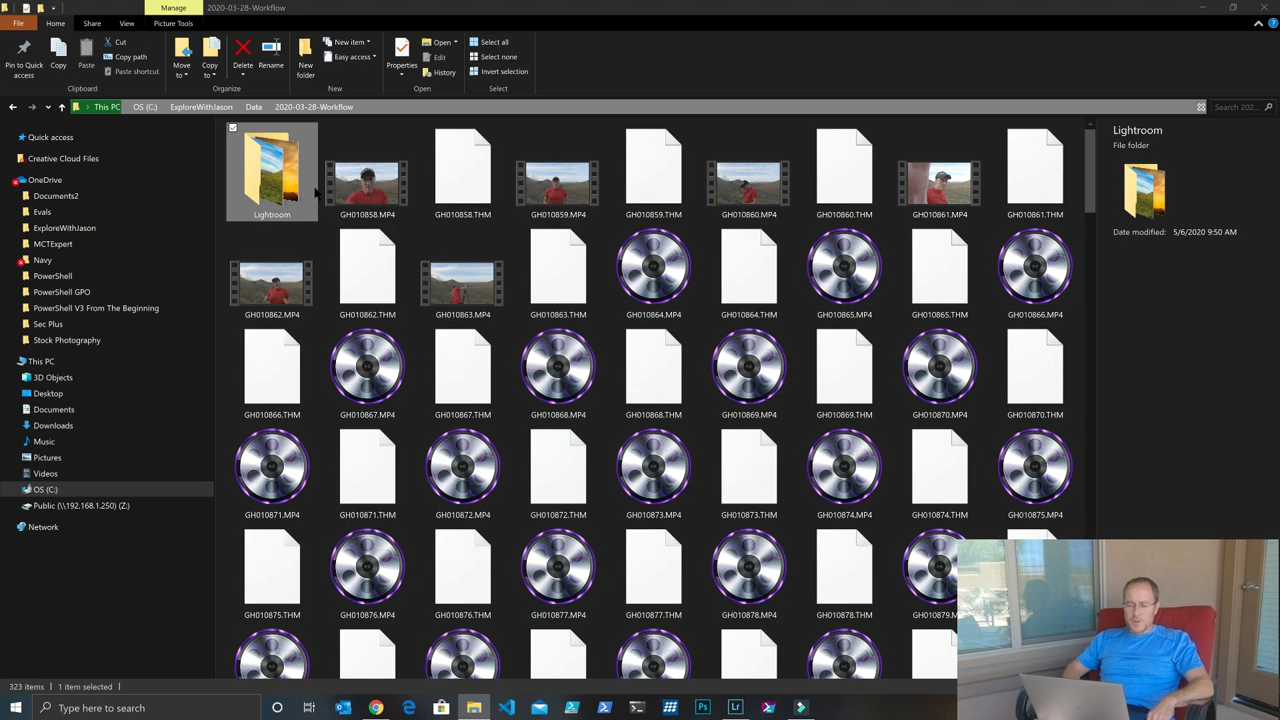 Manage
2020-03-28-Workflow
File
Home
Share
View
Picture Tools
Pin to Quick access
Copy
Paste
Cut
Copy path
Paste shortcut
Clipboard
Move to
Copy to
Delete
Rename
Organize
New folder
New item
Easy access
New
Properties
Open
Edit
History
Open
Select all
Select none
Invert selection
Select
This PC
OS (C:)
ExploreWithJason
Data
2020-03-28-Workflow
Search 202...
Quick access
Creative Cloud Files
OneDrive
Documents2
Evals
ExploreWithJason
MCTExpert
Navy
PowerShell
PowerShell GPO
PowerShell V3 From The Beginning
Sec Plus
Stock Photography
This PC
3D Objects
Desktop
Documents
Downloads
Music
Pictures
Videos
OS (C:)
Public (\\192.168.1.250) (Z:)
Network
Lightroom
GH010858.MP4
GH010858.THM
GH010859.MP4
GH010859.THM
GH010860.MP4
GH010860.THM
GH010861.MP4
GH010861.THM
GH010862.MP4
GH010862.THM
GH010863.MP4
GH010863.THM
GH010864.MP4
GH010864.THM
GH010865.MP4
GH010865.THM
GH010866.MP4
GH010866.THM
GH010867.MP4
GH010867.THM
GH010868.MP4
GH010868.THM
GH010869.MP4
GH010869.THM
GH010870.MP4
GH010870.THM
GH010871.MP4
GH010871.THM
GH010872.MP4
GH010872.THM
GH010873.MP4
GH010873.THM
GH010874.MP4
GH010874.THM
GH010875.MP4
GH010875.THM
GH010876.MP4
GH010876.THM
GH010877.MP4
GH010877.THM
GH010878.MP4
GH010878.THM
GH010879.MP4
Lightroom
File folder
Date modified: 5/6/2020 9:50 AM
323 items
1 item selected
Type here to search
Ps
Lr